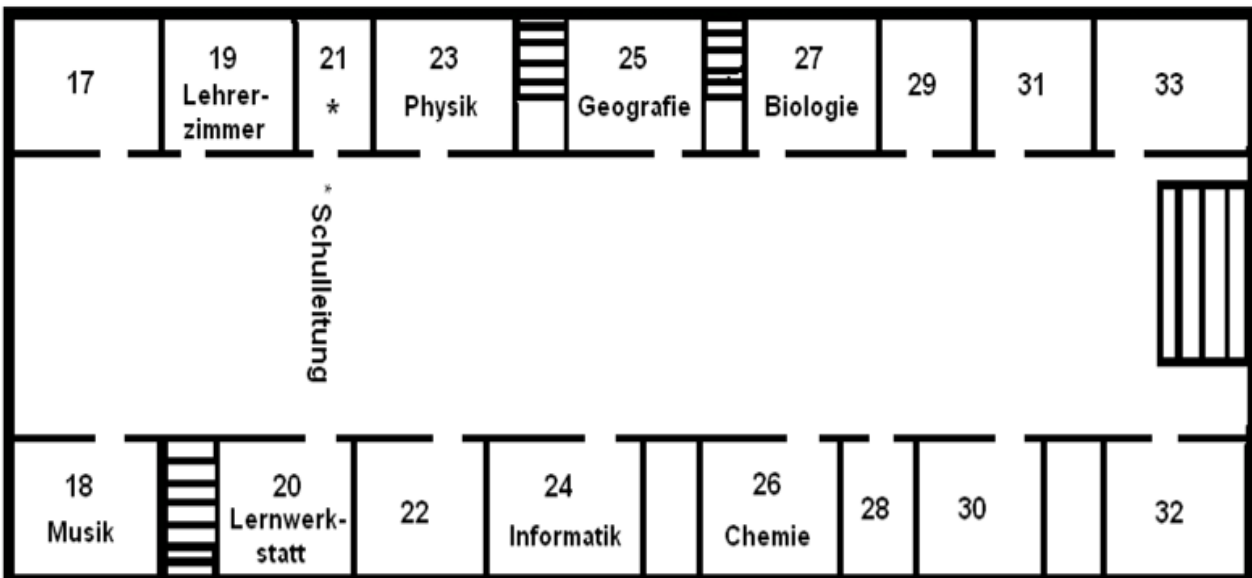 17
19
Lehrer-
zimmer
21
*
23
Physik
25
Geografie
27
Biologie
29
31
33
* Schulleitung
18
Musik
20
Lernwerk-
statt
22
24
Informatik
26
Chemie
28
30
32